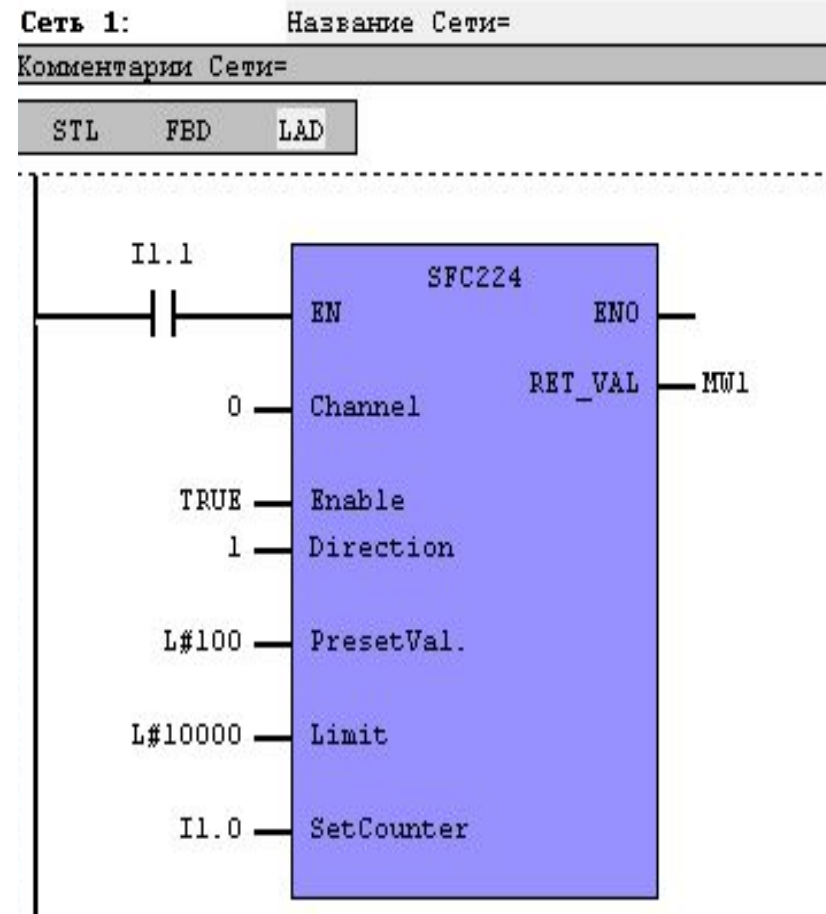 Сеть 1: Название Сети=
Комментарии Сети=
STL FBD LAD
I1.1
SFC224
EN ENO
RET_VAL MW1
0 Channel
TRUE Enable
1 Direction
L#100 PresetVal.
L#10000 Limit
I1.0 SetCounter